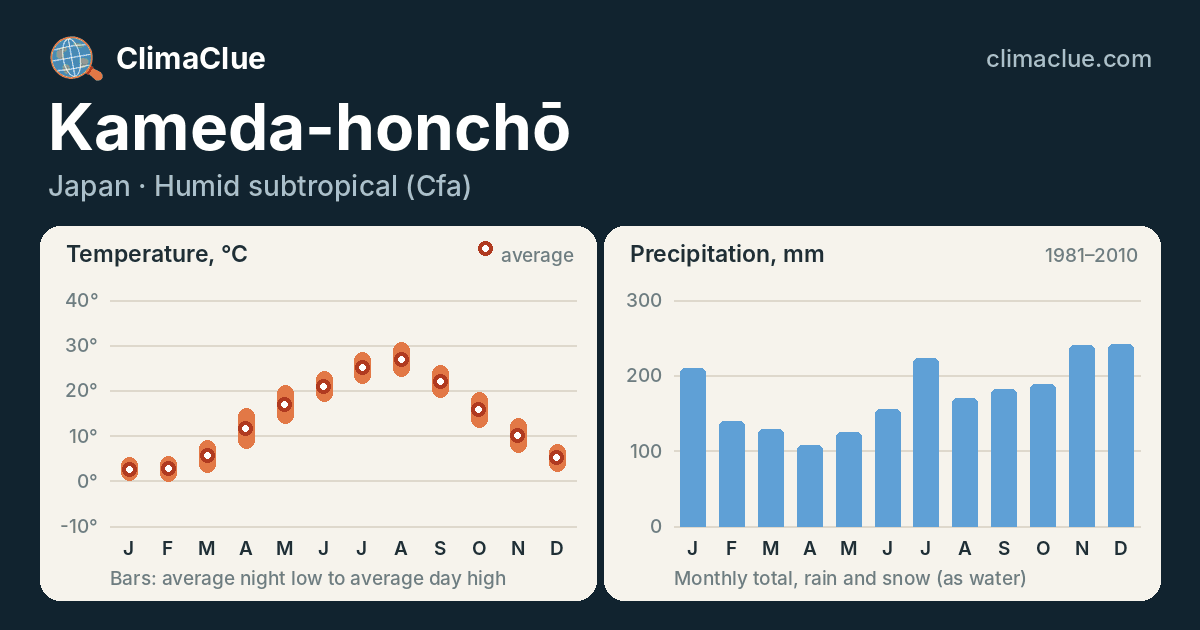 ClimaClue
climaclue.com
Kameda-honchō
Japan · Humid subtropical (Cfa)
Temperature, °C
average
40°
30°
20°
10°
0°
-10°
J F M A M J J A S O N D
Bars: average night low to average day high
Precipitation, mm
1981–2010
300
200
100
0
J F M A M J J A S O N D
Monthly total, rain and snow (as water)